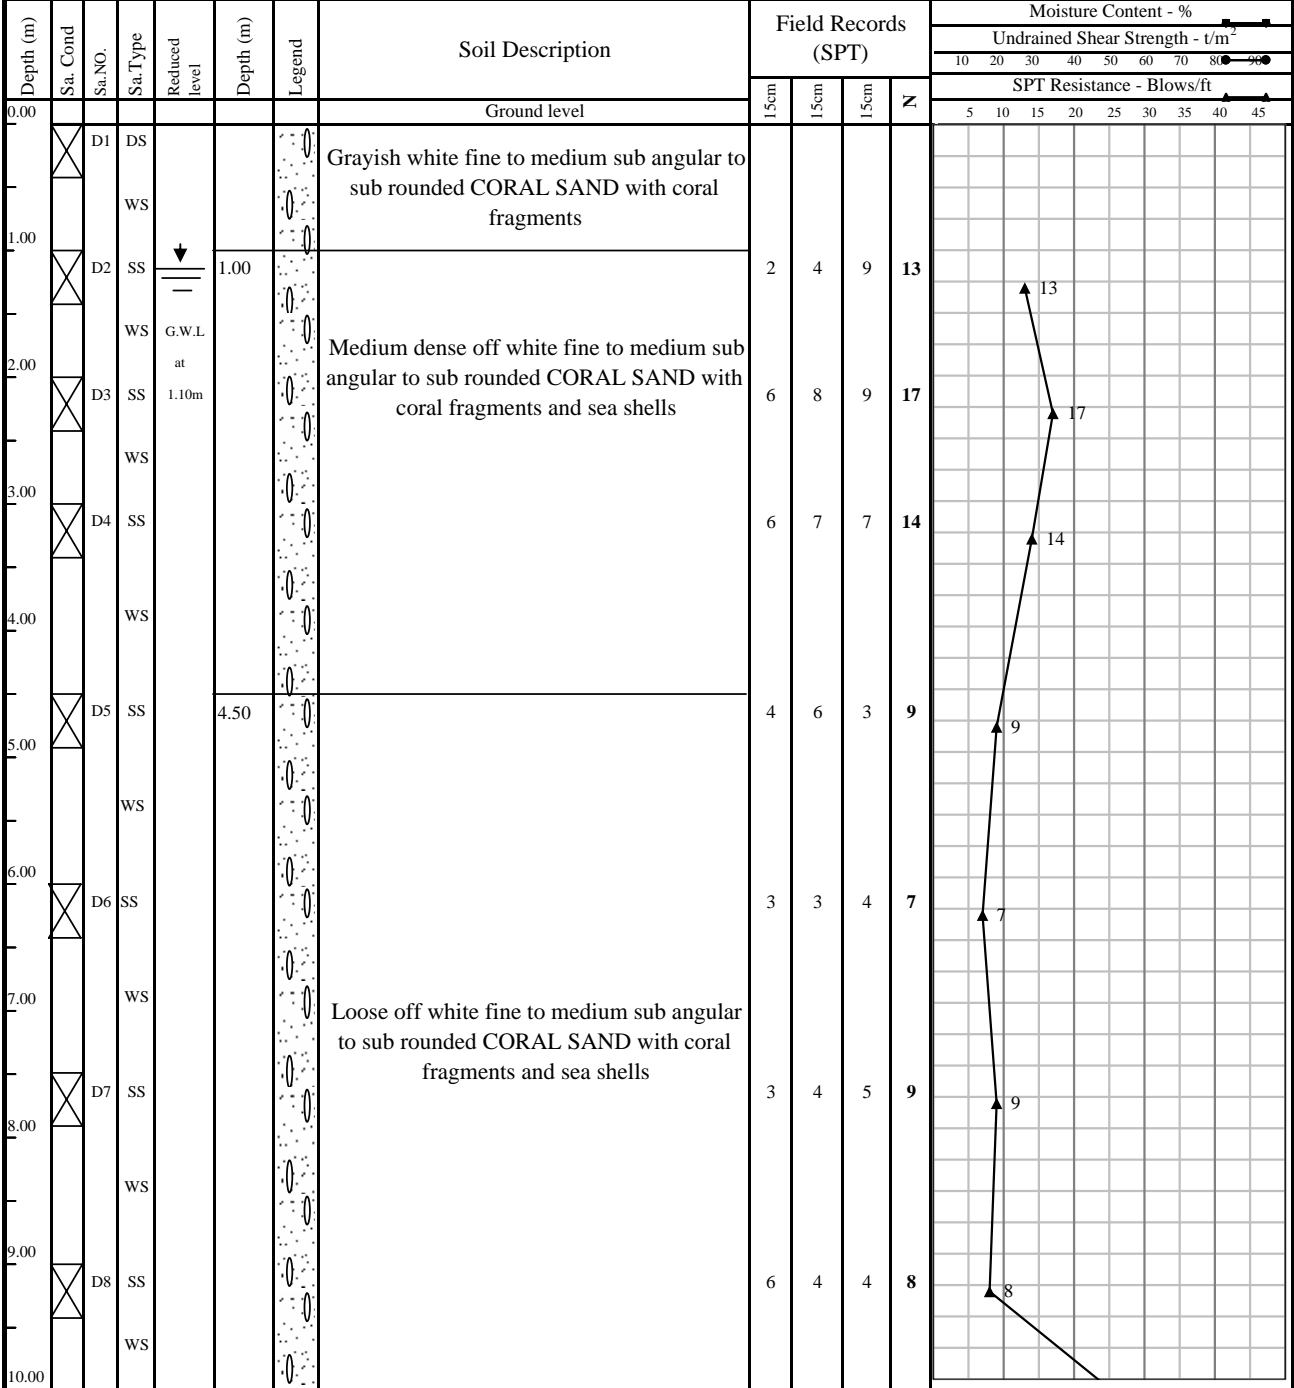 Depth (m) Sa. Cond Sa.NO. Sa.Type Reduced level Depth (m) Legend Soil Description Field Records (SPT) Moisture Content - %
Undrained Shear Strength - t/m2
10 20 30 40 50 60 70 80 90
SPT Resistance - Blows/ft
15cm 15cm 15cm N
5 10 15 20 25 30 35 40 45
0.00 Ground level
D1 DS
Grayish white fine to medium sub angular to
sub rounded CORAL SAND with coral
fragments
WS
1.00
D2 SS 1.00 2 4 9 13
13
WS G.W.L
at
1.10m
Medium dense off white fine to medium sub
angular to sub rounded CORAL SAND with
coral fragments and sea shells
2.00
D3 SS 6 8 9 17
17
WS
3.00
D4 SS 6 7 7 14
14
WS
4.00
D5 SS 4.50 4 6 3 9
9
5.00
WS
6.00
D6 SS 3 3 4 7
7
WS
7.00
Loose off white fine to medium sub angular
to sub rounded CORAL SAND with coral
fragments and sea shells
D7 SS 3 4 5 9
9
8.00
WS
9.00
D8 SS 6 4 4 8
8
WS
10.00